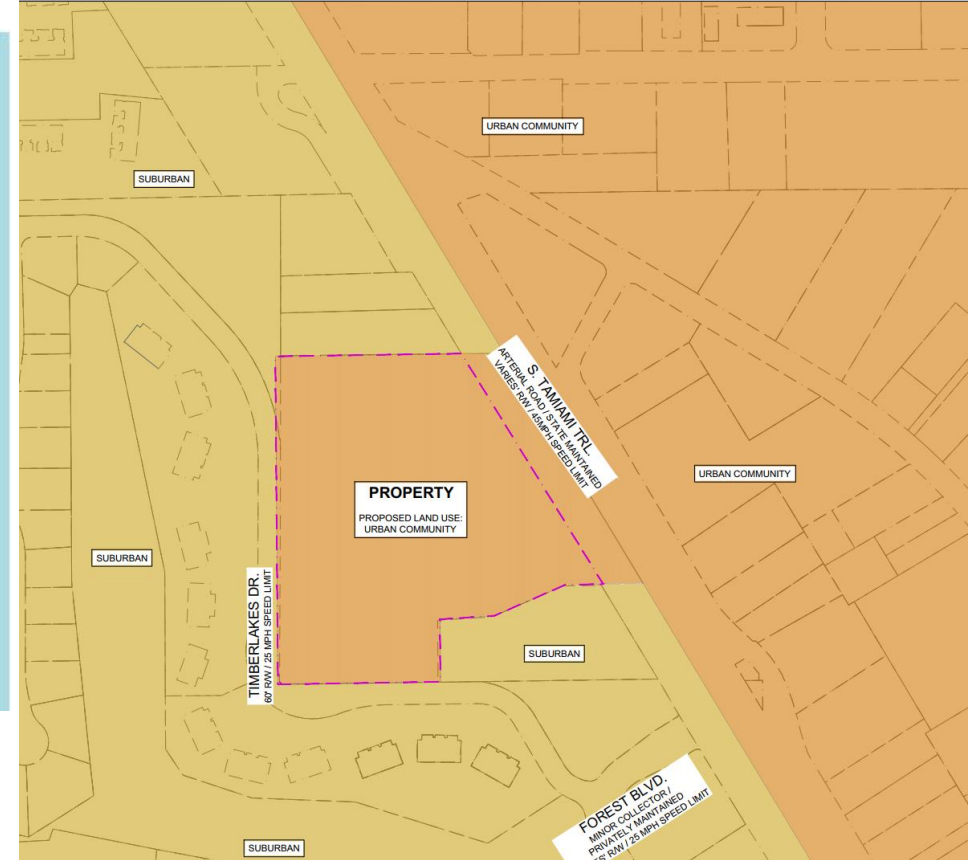 URBAN COMMUNITY
SUBURBAN
S. TAMIAMI TRL.
ARTERIAL ROAD / STATE MAINTAINED
VARIES' R/W / 45MPH SPEED LIMIT
PROPERTY
PROPOSED LAND USE:
URBAN COMMUNITY
URBAN COMMUNITY
SUBURBAN
TIMBERLAKES DR.
60' R/W / 25 MPH SPEED LIMIT
SUBURBAN
FOREST BLVD.
MINOR COLLECTOR /
PRIVATELY MAINTAINED
R/W / 25 MPH SPEED LIMIT
SUBURBAN